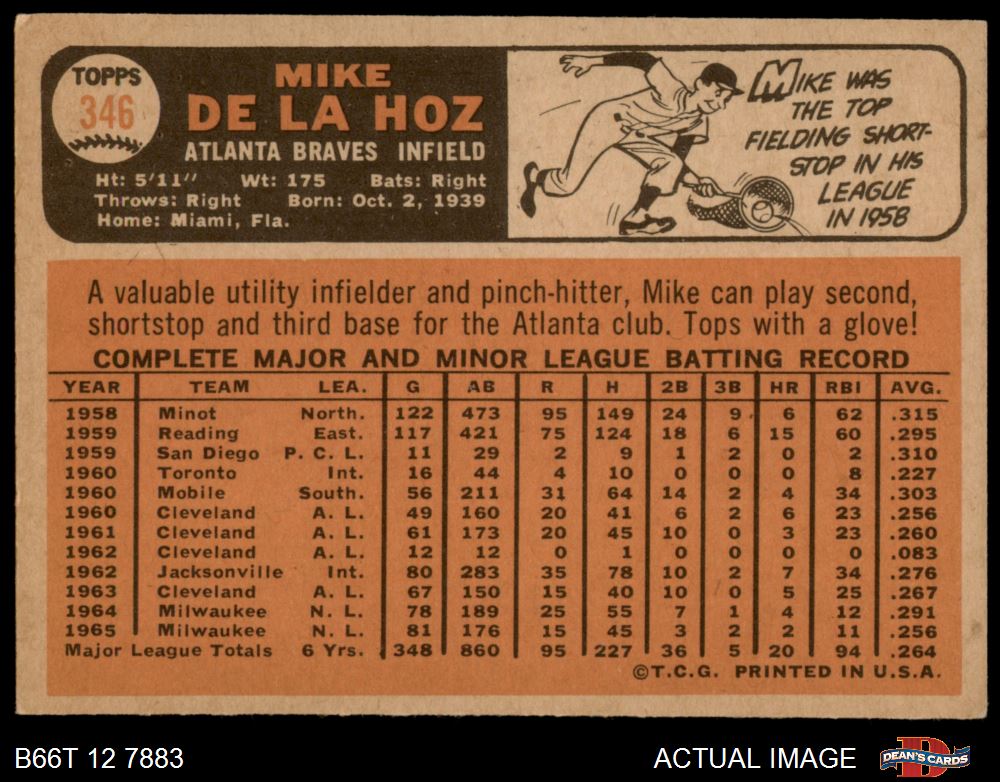 TOPPS
346
MIKE
DE LA HOZ
ATLANTA BRAVES INFIELD
Ht: 5'11" Wt: 175 Bats: Right
Throws: Right Born: Oct. 2, 1939
Home: Miami, Fla.
MIKE WAS
THE TOP
FIELDING SHORT-
STOP IN HIS
LEAGUE
IN 1958
A valuable utility infielder and pinch-hitter, Mike can play second,
shortstop and third base for the Atlanta club. Tops with a glove!
COMPLETE MAJOR AND MINOR LEAGUE BATTING RECORD
YEAR TEAM LEA. G AB R H 2B 3B HR RBI AVG.
1958 Minot North. 122 473 95 149 24 9 6 62 .315
1959 Reading East. 117 421 75 124 18 6 15 60 .295
1959 San Diego P. C. L. 11 29 2 9 1 2 0 2 .310
1960 Toronto Int. 16 44 4 10 0 0 0 8 .227
1960 Mobile South. 56 211 31 64 14 2 4 34 .303
1960 Cleveland A. L. 49 160 20 41 6 2 6 23 .256
1961 Cleveland A. L. 61 173 20 45 10 0 3 23 .260
1962 Cleveland A. L. 12 12 0 1 0 0 0 0 .083
1962 Jacksonville Int. 80 283 35 78 10 2 7 34 .276
1963 Cleveland A. L. 67 150 15 40 10 0 5 25 .267
1964 Milwaukee N. L. 78 189 25 55 7 1 4 12 .291
1965 Milwaukee N. L. 81 176 15 45 3 2 2 11 .256
Major League Totals 6 Yrs. 348 860 95 227 36 5 20 94 .264
©T.C.G. PRINTED IN U.S.A.
B66T 12 7883
ACTUAL IMAGE
DEAN'S CARDS